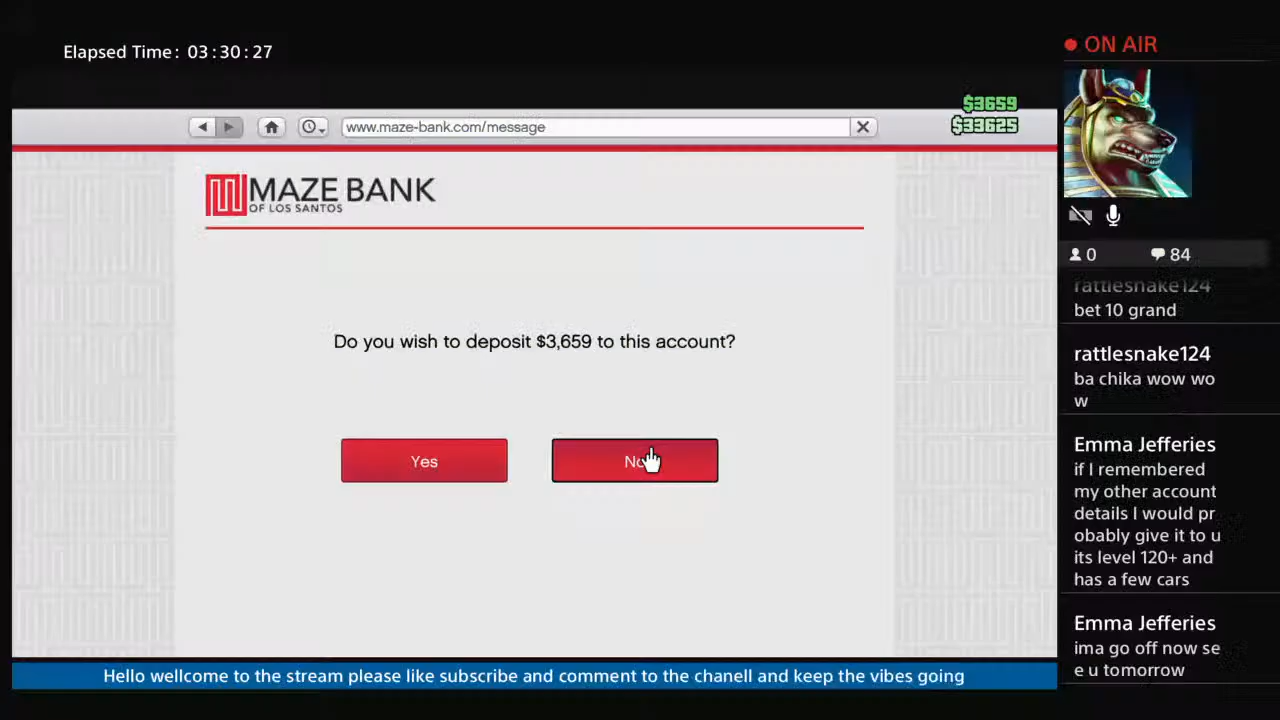 Elapsed Time: 03:30:27
ON AIR
www.maze-bank.com/message
$3659
$33625
MAZE BANK
OF LOS SANTOS
Do you wish to deposit $3,659 to this account?
Yes
No
0
84
rattlesnake124
bet 10 grand
rattlesnake124
ba chika wow wo
w
Emma Jefferies
if I remembered
my other account
details I would pr
obably give it to u
its level 120+ and
has a few cars
Emma Jefferies
ima go off now se
e u tomorrow
Hello wellcome to the stream please like subscribe and comment to the chanell and keep the vibes going